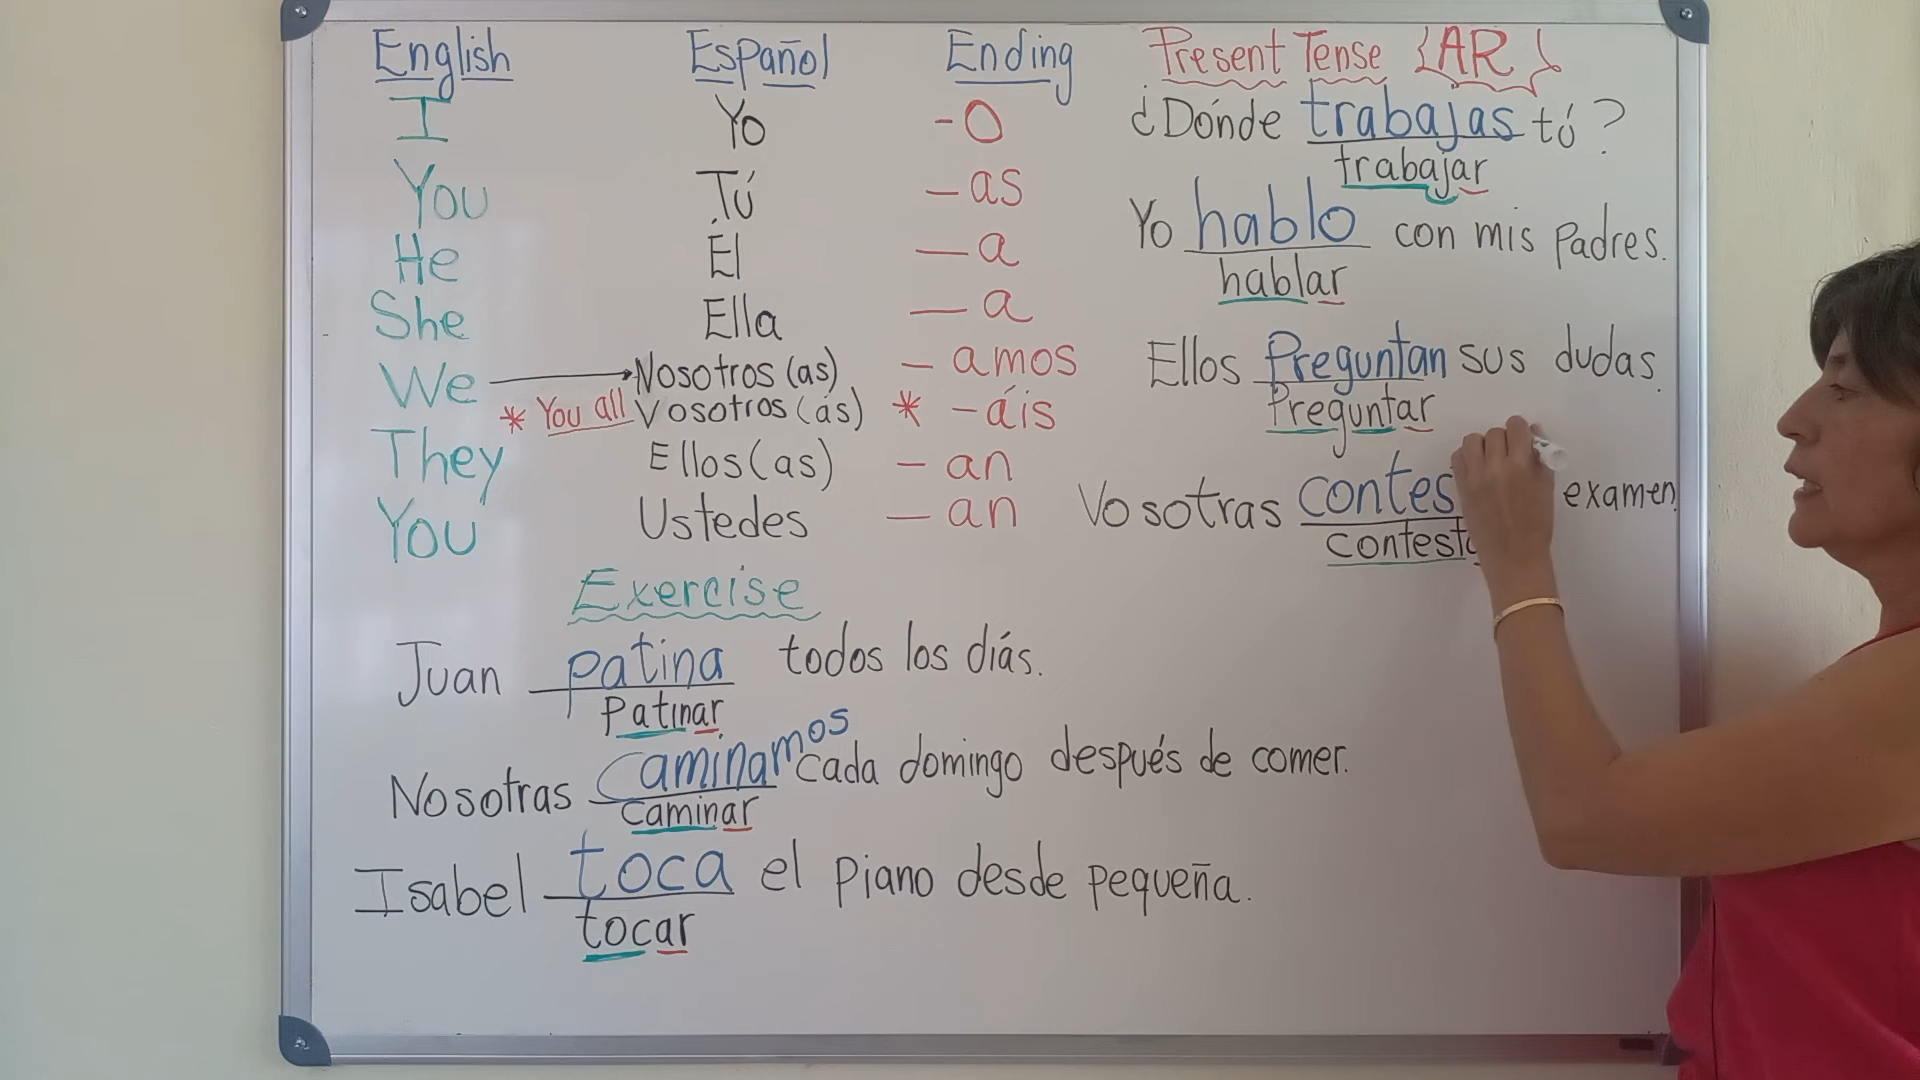 English Español Ending Present Tense {AR}
I Yo -O ¿Dónde trabajas tú?
trabajar
You Tú -as
Yo hablo con mis padres.
He Él -a
hablar
She Ella -a
Ellos Preguntan sus dudas.
We Nosotros (as) -amos
Preguntar
* You all Vosotros (as) * -áis
They Ellos (as) -an
Vosotras contes examen.
You Ustedes -an
Exercise
Juan patina todos los días.
Patinar
Nosotras caminamos cada domingo después de comer.
caminar
Isabel toca el piano desde pequeña.
tocar